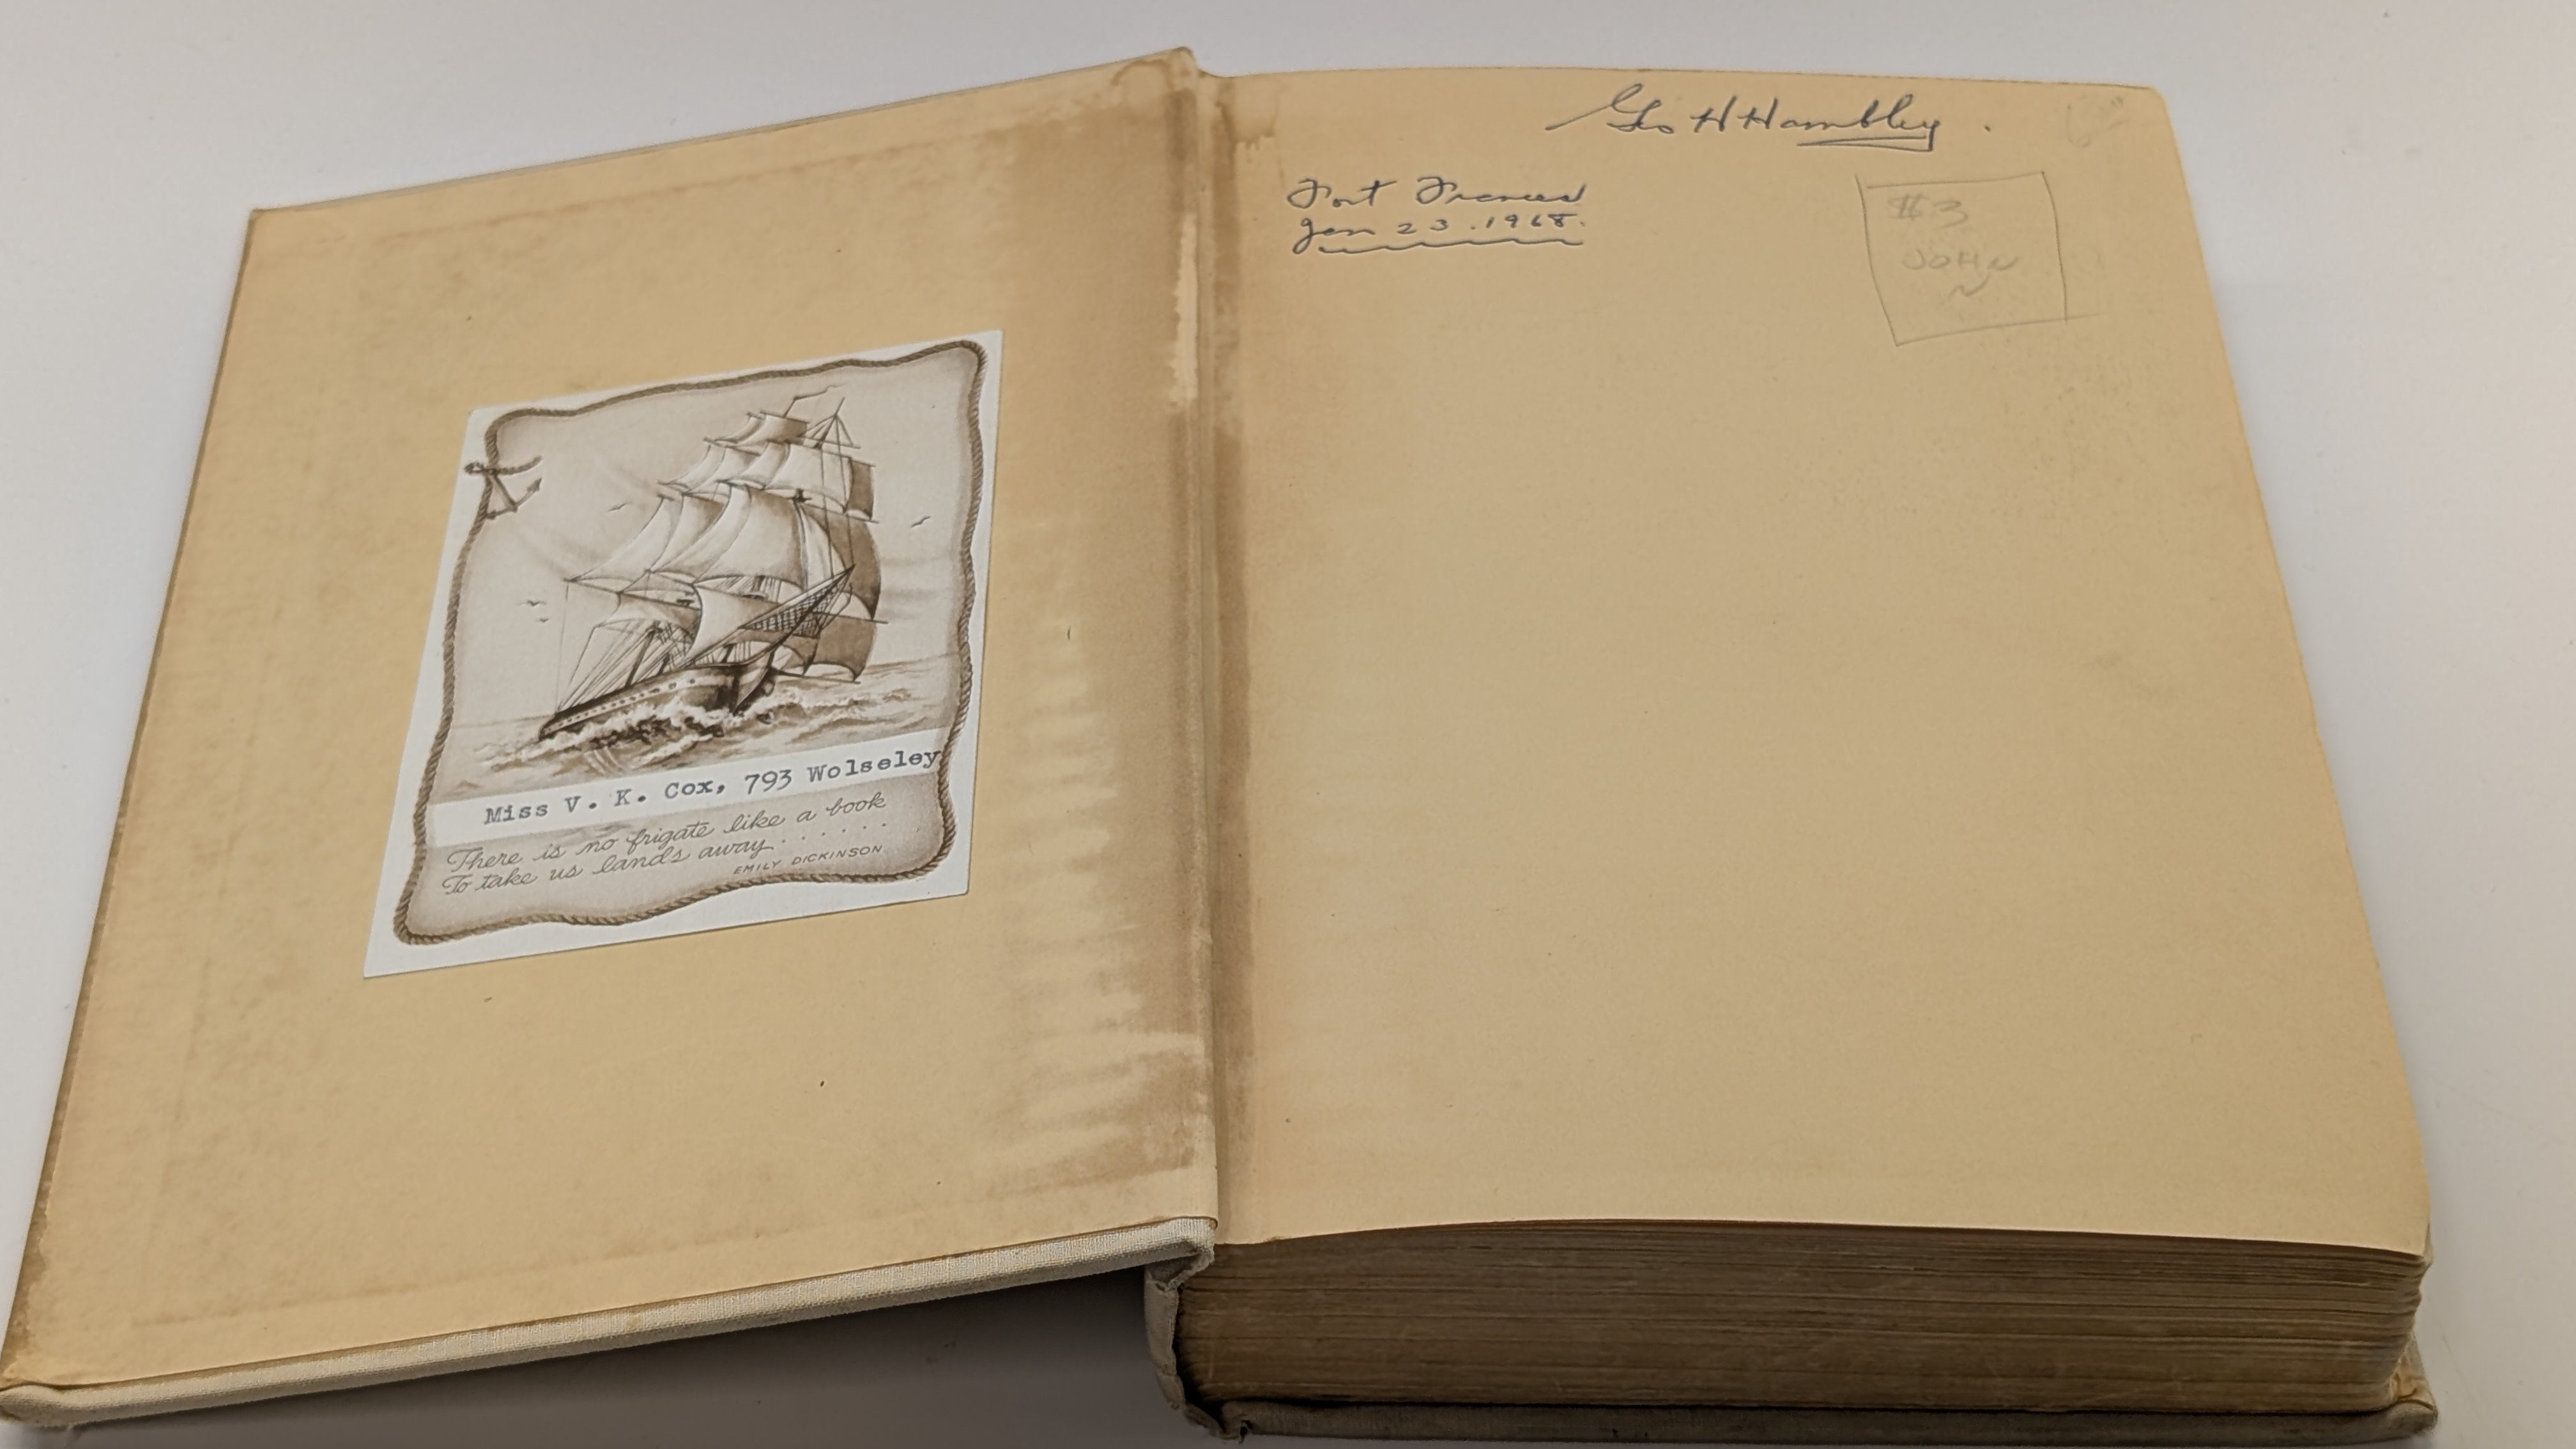 Miss V. K. Cox, 793 Wolseley
There is no frigate like a book
To take us lands away . . . . . .
EMILY DICKINSON
Geo H Hambley .
Fort Frances
Jan 23. 1968.
$3
JOHN